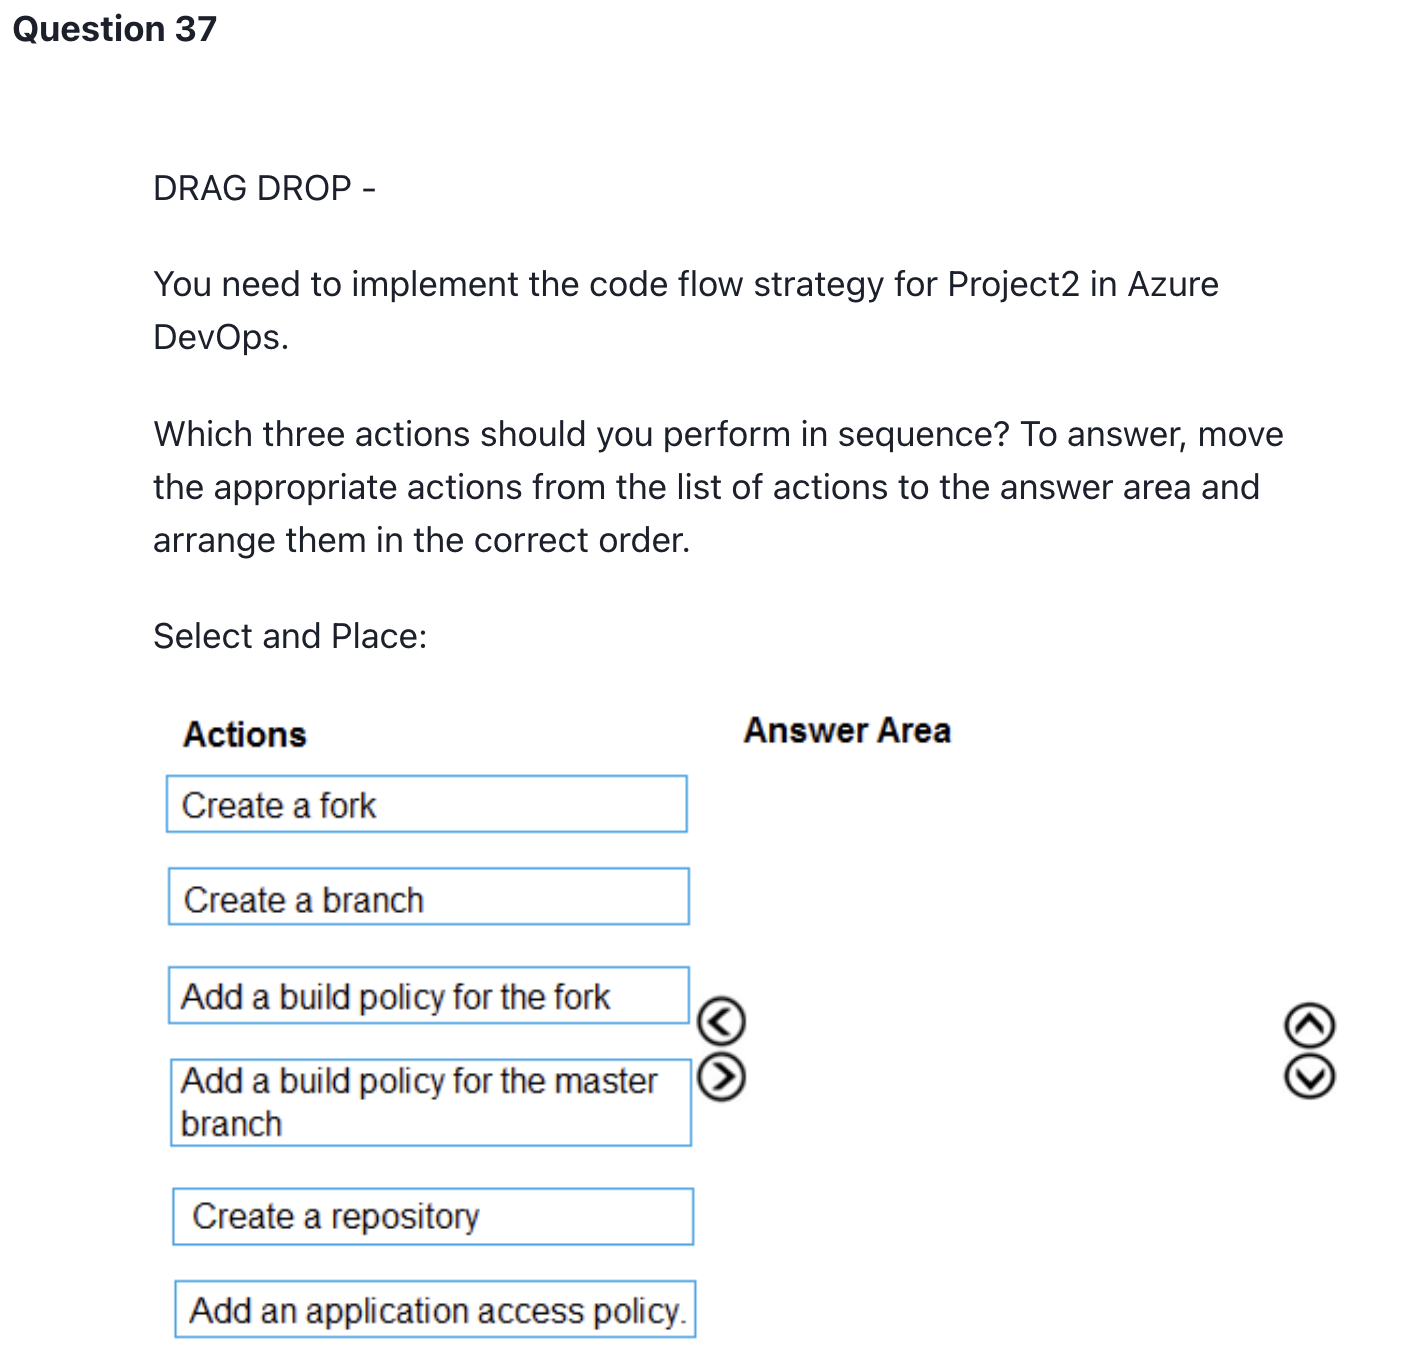 Question 37
DRAG DROP -
You need to implement the code flow strategy for Project2 in Azure
DevOps.
Which three actions should you perform in sequence? To answer, move
the appropriate actions from the list of actions to the answer area and
arrange them in the correct order.
Select and Place:
Actions
Answer Area
Create a fork
Create a branch
Add a build policy for the fork
Add a build policy for the master
branch
Create a repository
Add an application access policy.